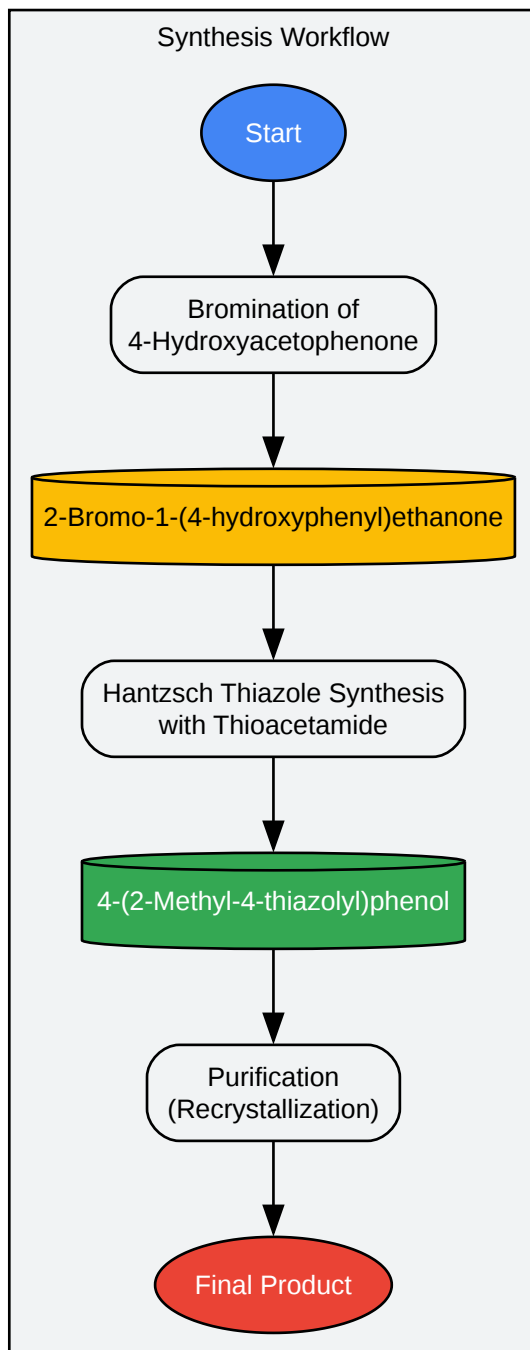 Synthesis Workflow
Start
Bromination of
4-Hydroxyacetophenone
2-Bromo-1-(4-hydroxyphenyl)ethanone
Hantzsch Thiazole Synthesis
with Thioacetamide
4-(2-Methyl-4-thiazolyl)phenol
Purification
(Recrystallization)
Final Product